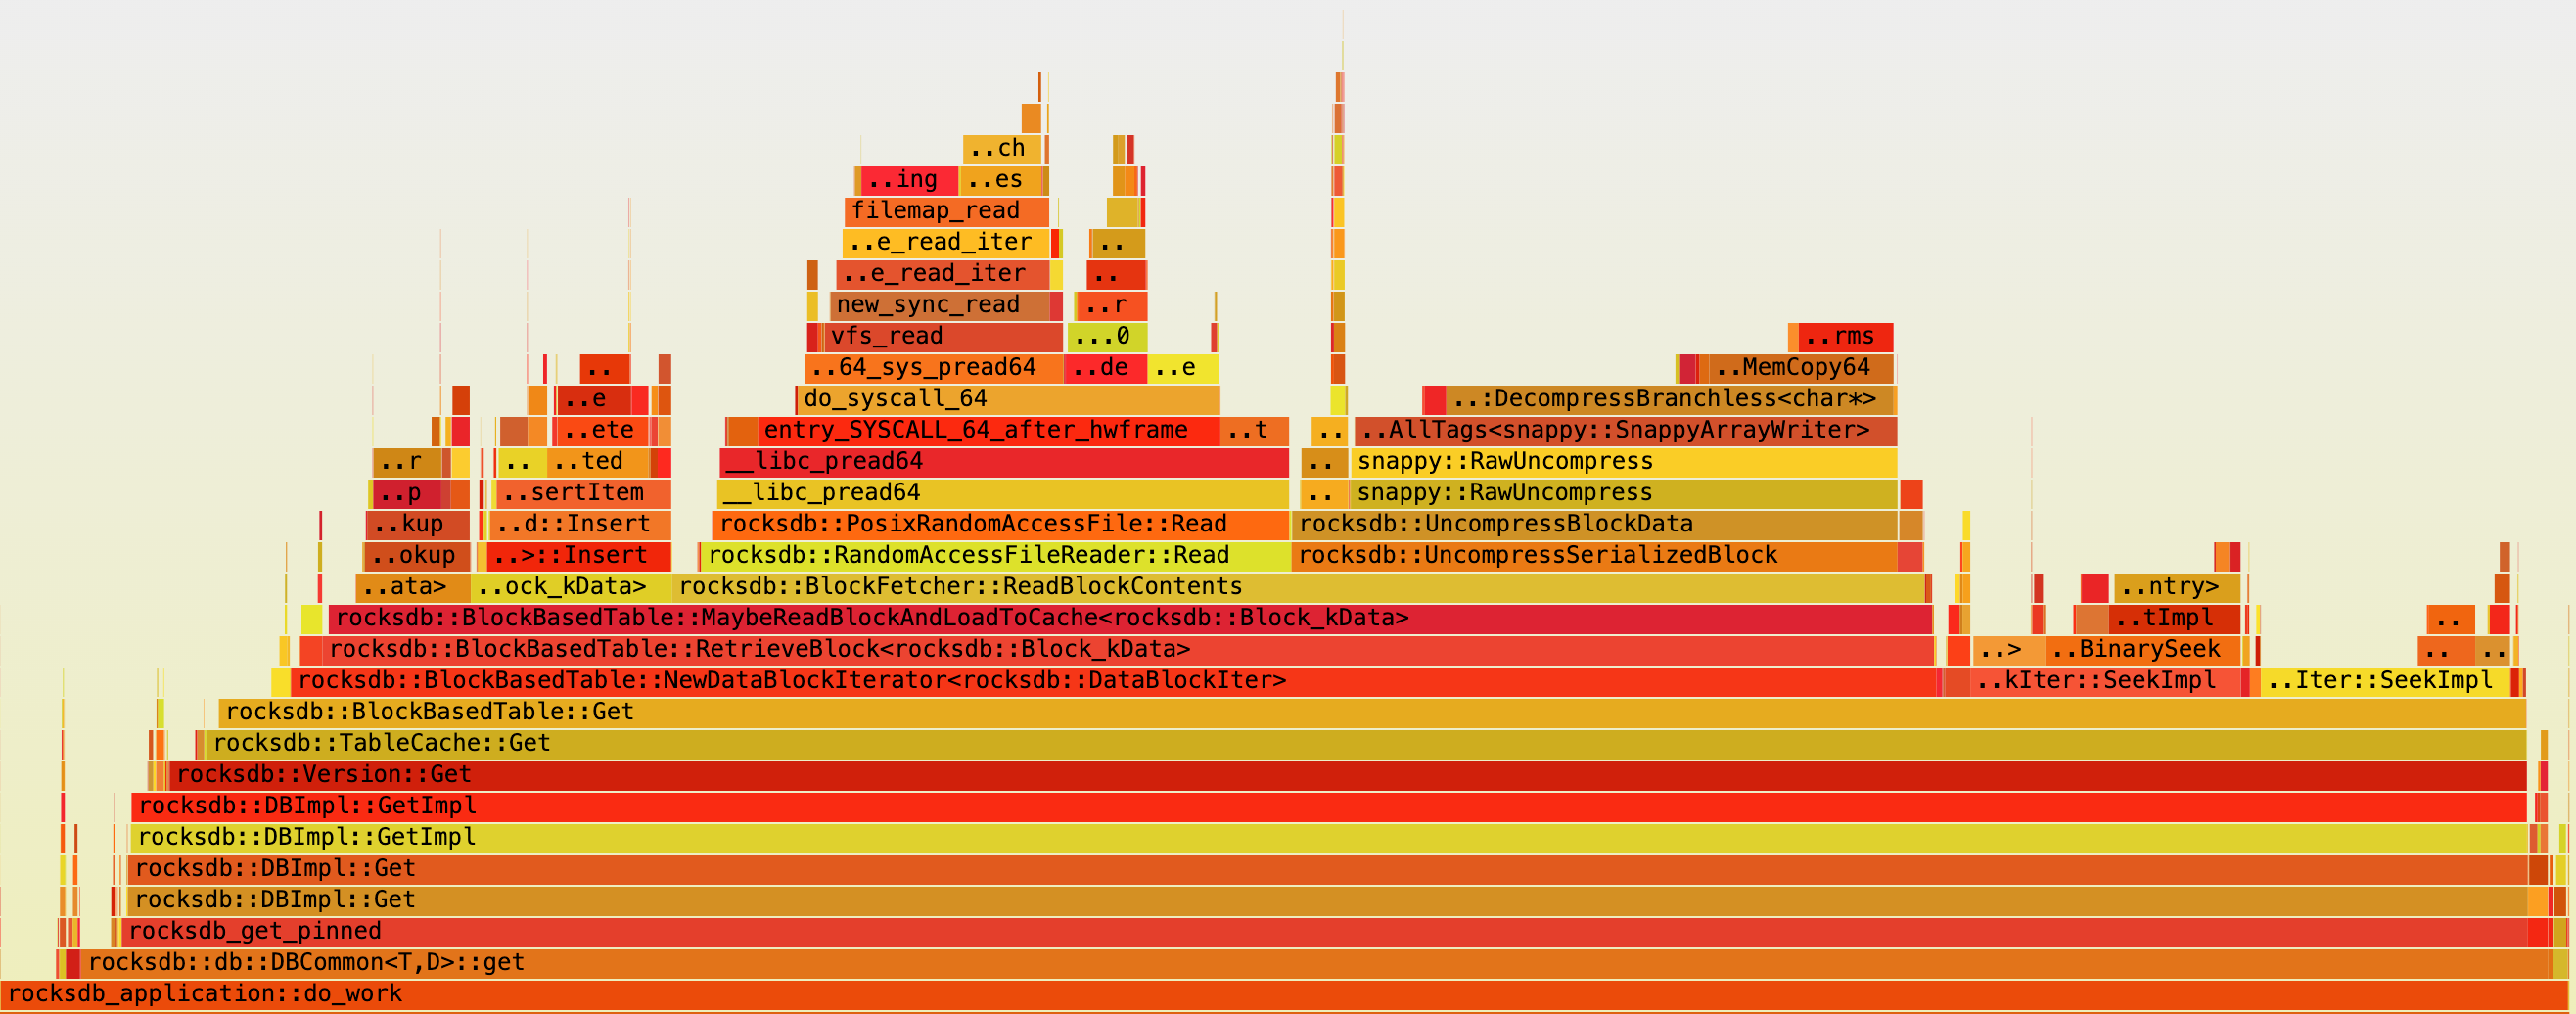 ..ch
..ing ..es
filemap_read
..e_read_iter ..
..e_read_iter ..
new_sync_read ..r
vfs_read ...0 ..rms
.. ..64_sys_pread64 ..de ..e ..MemCopy64
..e do_syscall_64 ..:DecompressBranchless<char*>
..ete entry_SYSCALL_64_after_hwframe ..t .. ..AllTags<snappy::SnappyArrayWriter>
..r .. ..ted __libc_pread64 .. snappy::RawUncompress
..p ..sertItem __libc_pread64 .. snappy::RawUncompress
..kup ..d::Insert rocksdb::PosixRandomAccessFile::Read rocksdb::UncompressBlockData
..okup ..>::Insert rocksdb::RandomAccessFileReader::Read rocksdb::UncompressSerializedBlock
..ata> ..ock_kData> rocksdb::BlockFetcher::ReadBlockContents ..ntry>
rocksdb::BlockBasedTable::MaybeReadBlockAndLoadToCache<rocksdb::Block_kData> ..tImpl ..
rocksdb::BlockBasedTable::RetrieveBlock<rocksdb::Block_kData> ..> ..BinarySeek .. ..
rocksdb::BlockBasedTable::NewDataBlockIterator<rocksdb::DataBlockIter> ..kIter::SeekImpl ..Iter::SeekImpl
rocksdb::BlockBasedTable::Get
rocksdb::TableCache::Get
rocksdb::Version::Get
rocksdb::DBImpl::GetImpl
rocksdb::DBImpl::GetImpl
rocksdb::DBImpl::Get
rocksdb::DBImpl::Get
rocksdb_get_pinned
rocksdb::db::DBCommon<T,D>::get
rocksdb_application::do_work